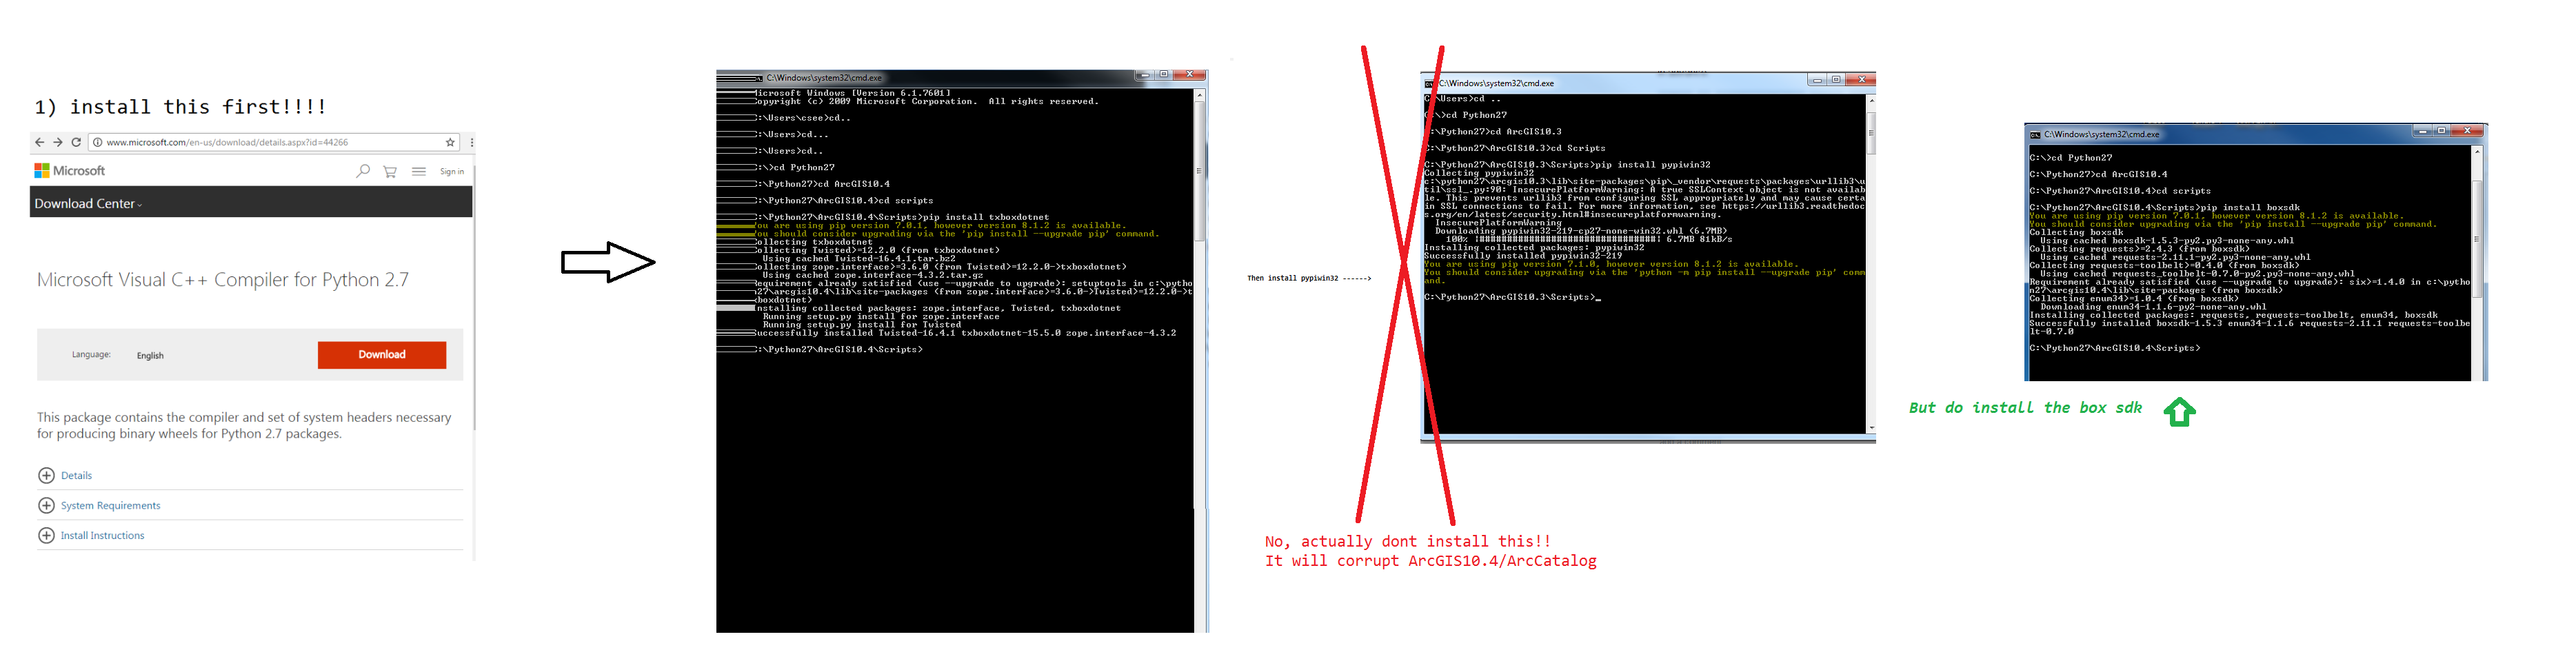 1) install this first!!!!
www.microsoft.com/en-us/download/details.aspx?id=44266
Microsoft
Sign in
Download Center
Microsoft Visual C++ Compiler for Python 2.7
Language:
English
Download
This package contains the compiler and set of system headers necessary
for producing binary wheels for Python 2.7 packages.
Details
System Requirements
Install Instructions
C:\Windows\system32\cmd.exe
icrosoft Windows [Version 6.1.7601]
opyright (c) 2009 Microsoft Corporation.  All rights reserved.
:\Users\csee>cd..
:\Users>cd...
:\Users>cd..
:\>cd Python27
:\Python27>cd ArcGIS10.4
:\Python27\ArcGIS10.4>cd scripts
:\Python27\ArcGIS10.4\Scripts>pip install txboxdotnet
ou are using pip version 7.0.1, however version 8.1.2 is available.
ou should consider upgrading via the 'pip install --upgrade pip' command.
ollecting txboxdotnet
ollecting Twisted>=12.2.0 (from txboxdotnet)
Using cached Twisted-16.4.1.tar.bz2
ollecting zope.interface>=3.6.0 (from Twisted>=12.2.0->txboxdotnet)
Using cached zope.interface-4.3.2.tar.gz
equirement already satisfied (use --upgrade to upgrade): setuptools in c:\pytho
n27\arcgis10.4\lib\site-packages (from zope.interface>=3.6.0->Twisted>=12.2.0->t
xboxdotnet)
nstalling collected packages: zope.interface, Twisted, txboxdotnet
Running setup.py install for zope.interface
Running setup.py install for Twisted
uccessfully installed Twisted-16.4.1 txboxdotnet-15.5.0 zope.interface-4.3.2
:\Python27\ArcGIS10.4\Scripts>
Then install pypiwin32 ------>
C:\Windows\system32\cmd.exe
C:\Users>cd ..
C:\>cd Python27
C:\Python27>cd ArcGIS10.3
C:\Python27\ArcGIS10.3>cd Scripts
C:\Python27\ArcGIS10.3\Scripts>pip install pypiwin32
Collecting pypiwin32
c:\python27\arcgis10.3\lib\site-packages\pip\_vendor\requests\packages\urllib3\u
til\ssl_.py:90: InsecurePlatformWarning: A true SSLContext object is not availab
le. This prevents urllib3 from configuring SSL appropriately and may cause certa
in SSL connections to fail. For more information, see https://urllib3.readthedoc
s.org/en/latest/security.html#insecureplatformwarning.
InsecurePlatformWarning
Downloading pypiwin32-219-cp27-none-win32.whl (6.7MB)
100% |################################| 6.7MB 81kB/s
Installing collected packages: pypiwin32
Successfully installed pypiwin32-219
You are using pip version 7.1.0, however version 8.1.2 is available.
You should consider upgrading via the 'python -m pip install --upgrade pip' comm
and.
C:\Python27\ArcGIS10.3\Scripts>_
No, actually dont install this!!
It will corrupt ArcGIS10.4/ArcCatalog
C:\Windows\system32\cmd.exe
C:\>cd Python27
C:\Python27>cd ArcGIS10.4
C:\Python27\ArcGIS10.4>cd scripts
C:\Python27\ArcGIS10.4\Scripts>pip install boxsdk
You are using pip version 7.0.1, however version 8.1.2 is available.
You should consider upgrading via the 'pip install --upgrade pip' command.
Collecting boxsdk
Using cached boxsdk-1.5.3-py2.py3-none-any.whl
Collecting requests>=2.4.3 (from boxsdk)
Using cached requests-2.11.1-py2.py3-none-any.whl
Collecting requests-toolbelt>=0.4.0 (from boxsdk)
Using cached requests_toolbelt-0.7.0-py2.py3-none-any.whl
Requirement already satisfied (use --upgrade to upgrade): six>=1.4.0 in c:\pytho
n27\arcgis10.4\lib\site-packages (from boxsdk)
Collecting enum34>=1.0.4 (from boxsdk)
Downloading enum34-1.1.6-py2-none-any.whl
Installing collected packages: requests, requests-toolbelt, enum34, boxsdk
Successfully installed boxsdk-1.5.3 enum34-1.1.6 requests-2.11.1 requests-toolbe
lt-0.7.0
C:\Python27\ArcGIS10.4\Scripts>
But do install the box sdk